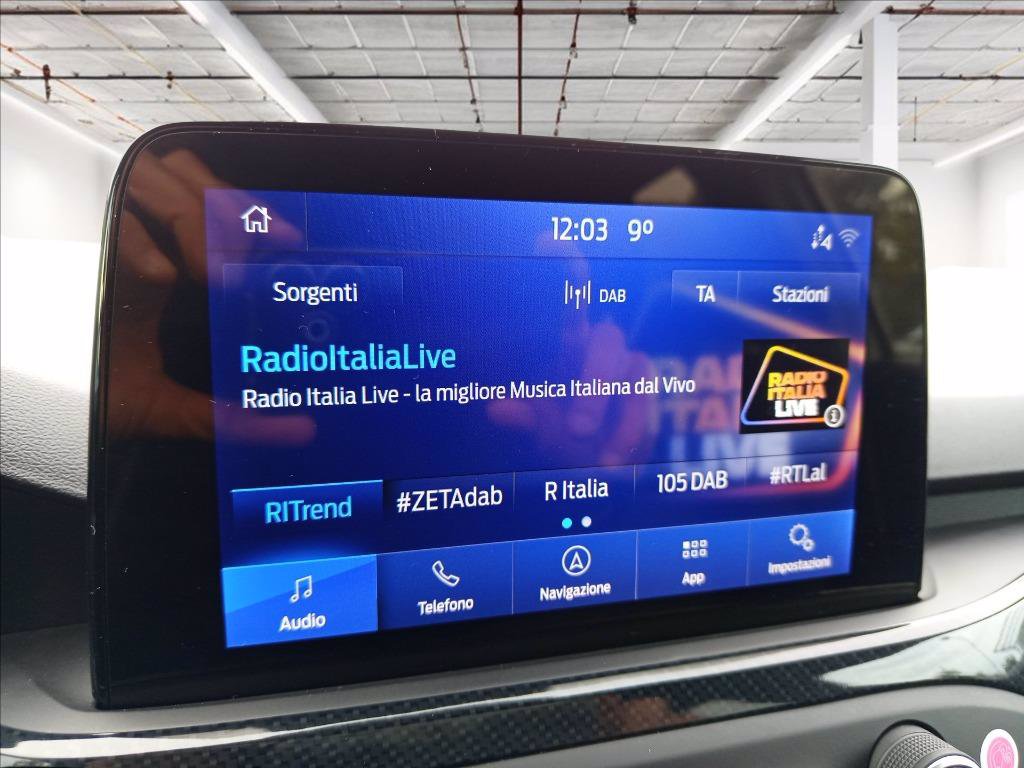 12:03 9º
4
Sorgenti DAB TA Stazioni
RadioItaliaLive
Radio Italia Live - la migliore Musica Italiana dal Vivo
RADIO
ITALIA
LIVE
i
RITrend #ZETAdab R Italia 105 DAB #RTLal
Audio Telefono Navigazione App Impostazioni